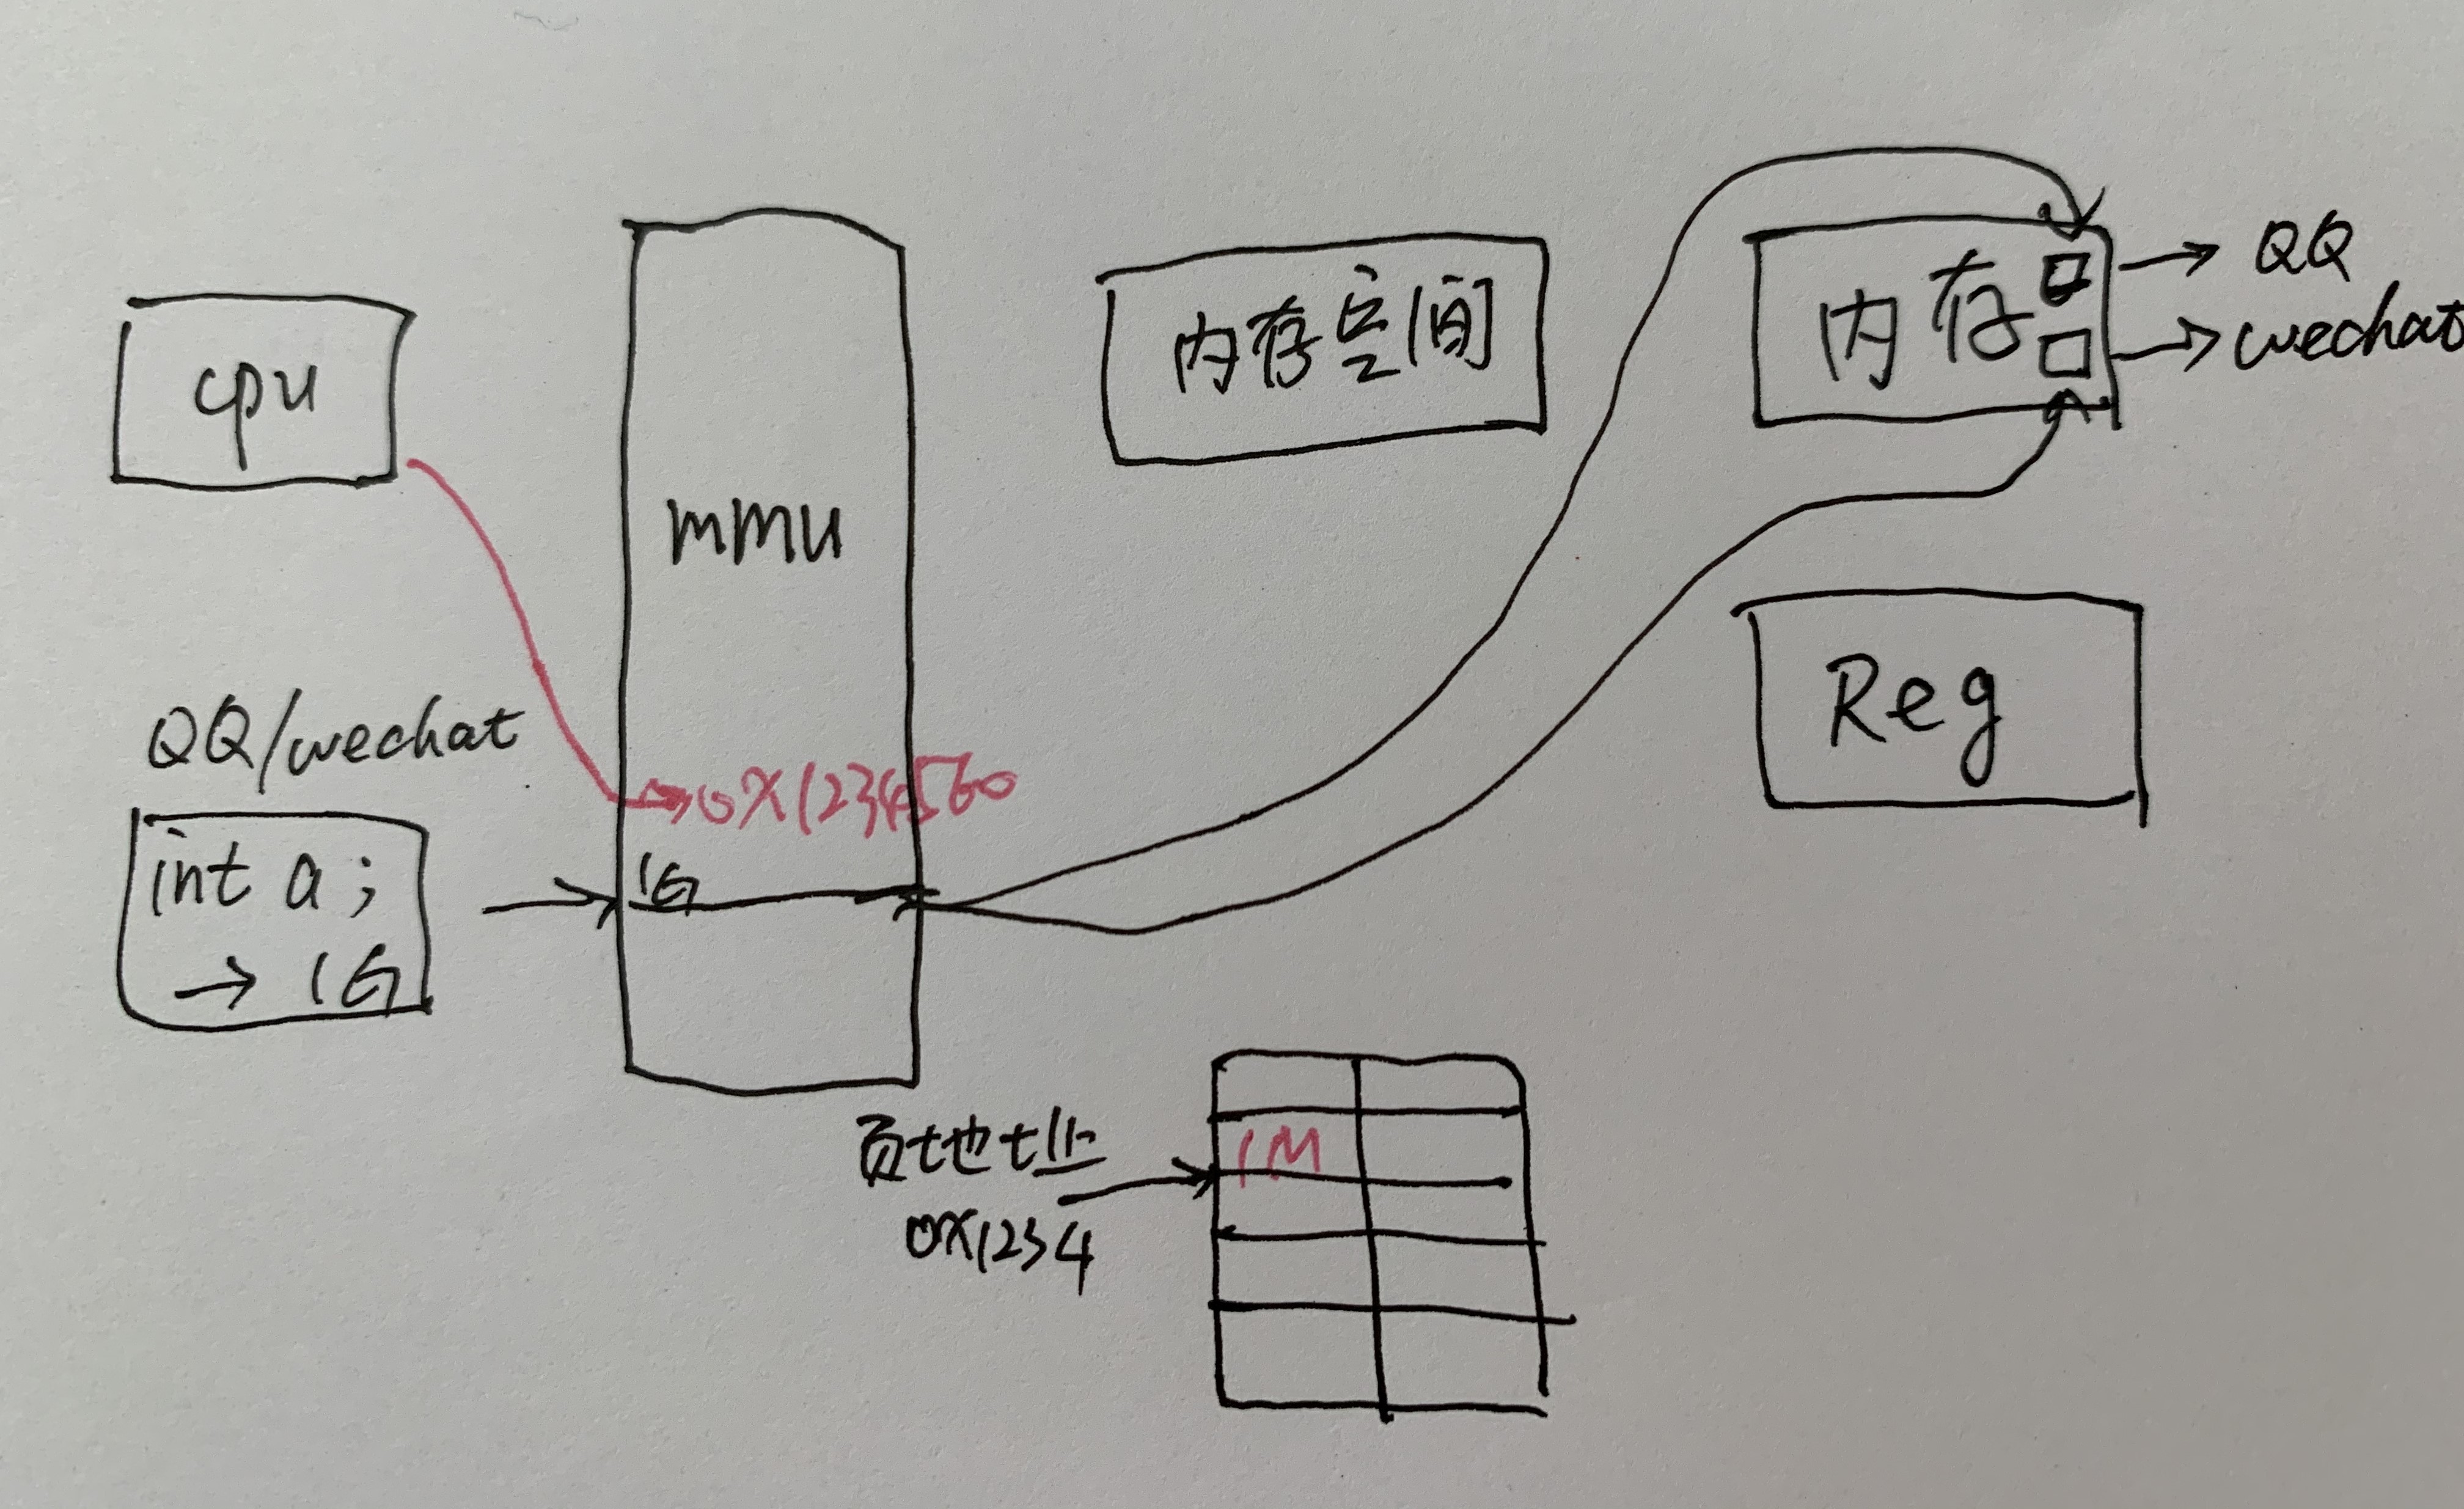 cpu
mmu
内存空间
内存
QQ
wechat
Reg
QQ/wechat
int a;
→ 1G
→0X1234560
1G
页地址
0X1234
1M